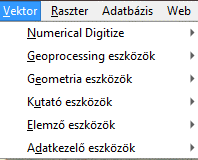 Vektor Raszter Adatbázis Web
Numerical Digitize
Geoprocessing eszközök
Geometria eszközök
Kutató eszközök
Elemző eszközök
Adatkezelő eszközök